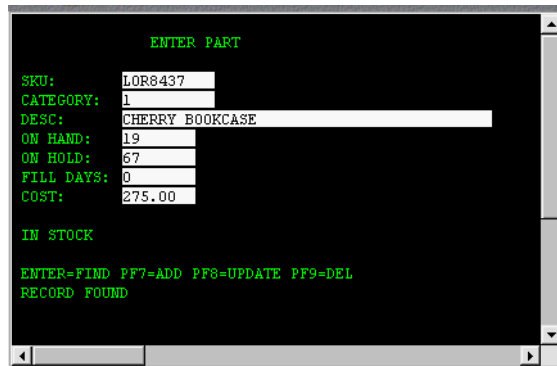 ENTER PART
SKU: LOR8437
CATEGORY: 1
DESC: CHERRY BOOKCASE
ON HAND: 19
ON HOLD: 67
FILL DAYS: 0
COST: 275.00
IN STOCK
ENTER=FIND PF7=ADD PF8=UPDATE PF9=DEL
RECORD FOUND